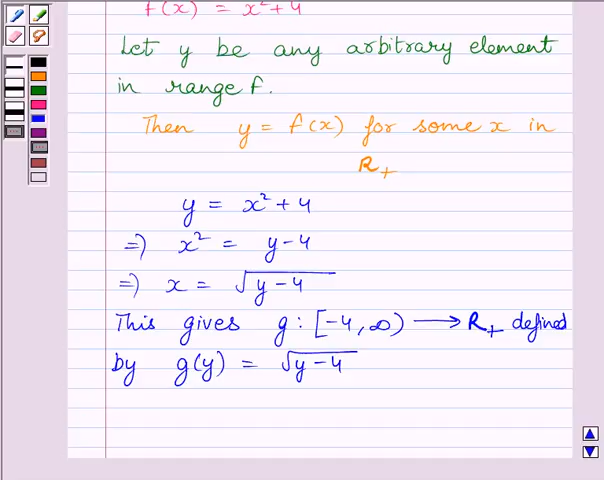 f(x) = x²+4
Let y be any arbitrary element
in range f.
Then y = f(x) for some x in
R₊
y = x²+4
=) x² = y-4
=) x = √(y-4)
This gives g : [-4,∞) ⟶ R₊ defined
by g(y) = √(y-4)